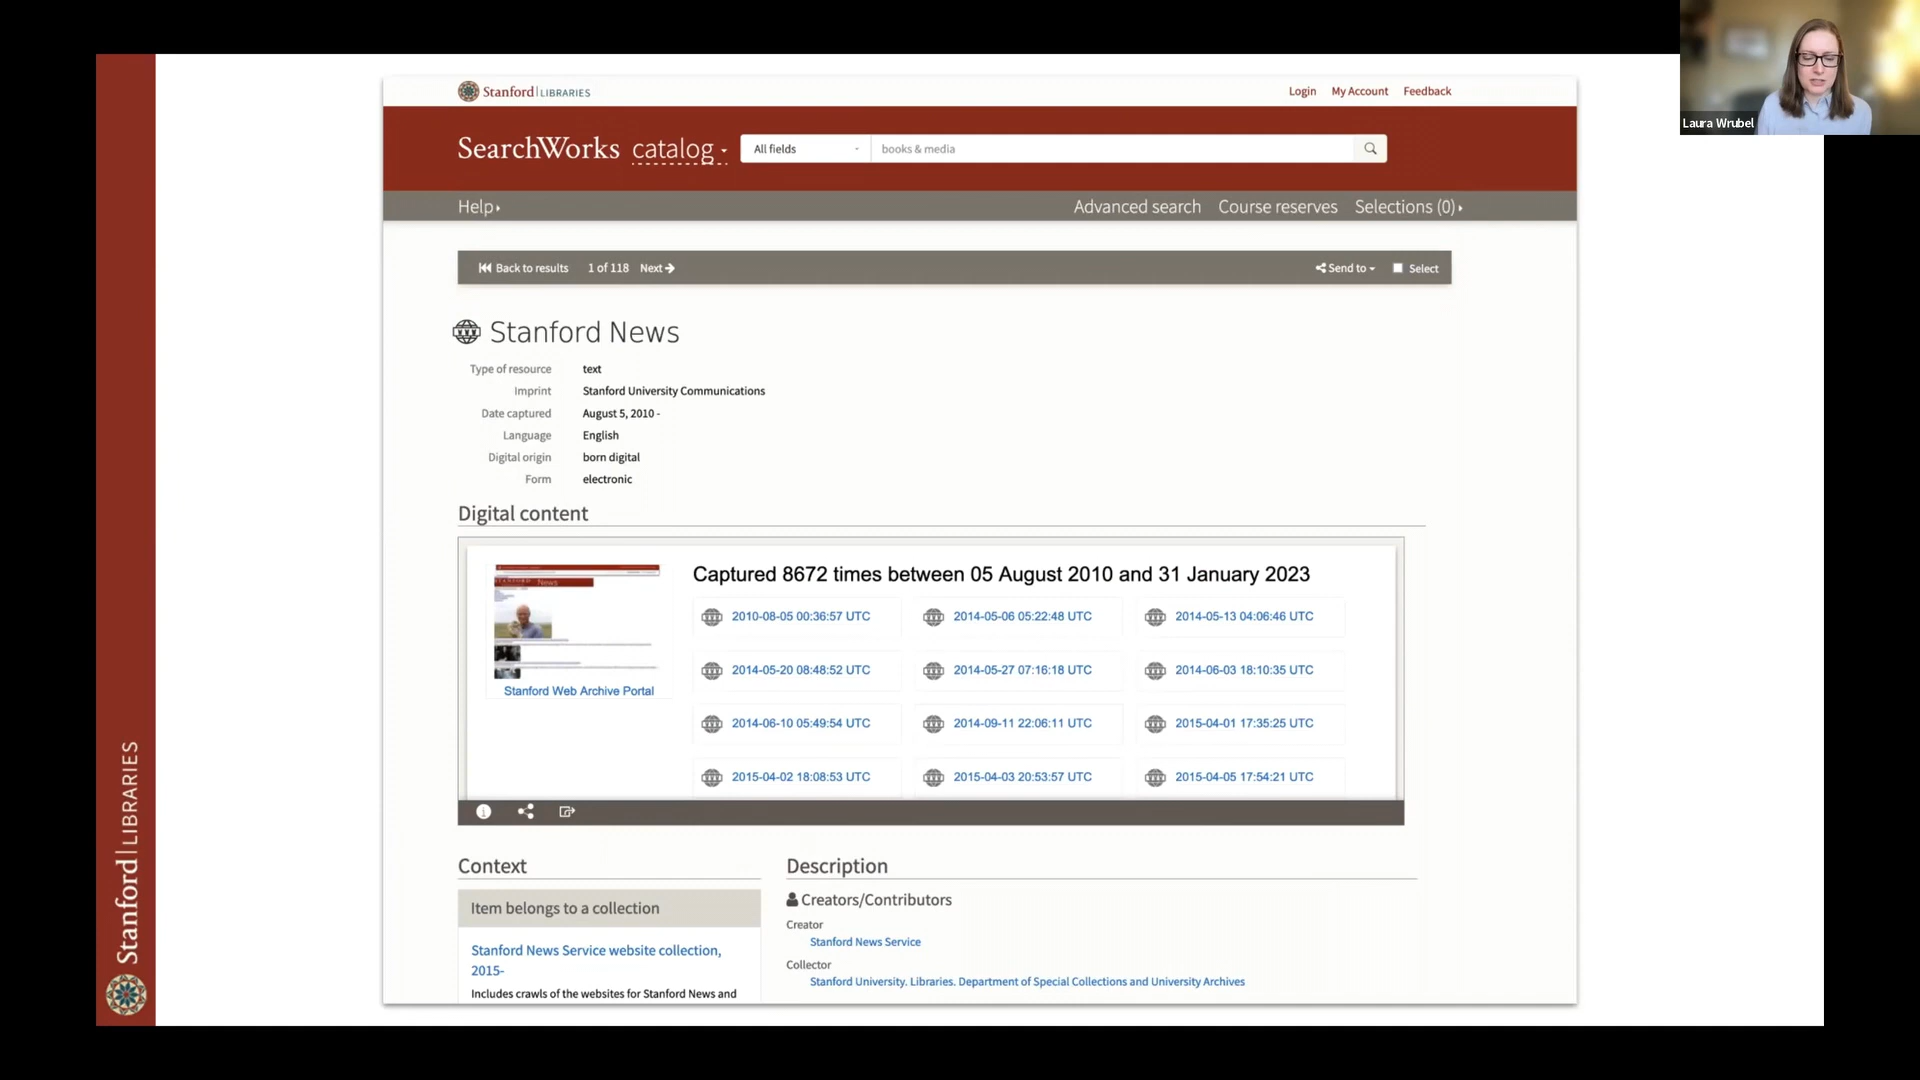 Stanford LIBRARIES
Login My Account Feedback
Laura Wrubel
SearchWorks catalog
All fields
books & media
Help
Advanced search Course reserves Selections (0)
Back to results 1 of 118 Next
Send to Select
Stanford News
Type of resource text
Imprint Stanford University Communications
Date captured August 5, 2010 -
Language English
Digital origin born digital
Form electronic
Digital content
Captured 8672 times between 05 August 2010 and 31 January 2023
News
Stanford Web Archive Portal
2010-08-05 00:36:57 UTC 2014-05-06 05:22:48 UTC 2014-05-13 04:06:46 UTC
2014-05-20 08:48:52 UTC 2014-05-27 07:16:18 UTC 2014-06-03 18:10:35 UTC
2014-06-10 05:49:54 UTC 2014-09-11 22:06:11 UTC 2015-04-01 17:35:25 UTC
2015-04-02 18:08:53 UTC 2015-04-03 20:53:57 UTC 2015-04-05 17:54:21 UTC
Context
Item belongs to a collection
Stanford News Service website collection,
2015-
Includes crawls of the websites for Stanford News and
Description
Creators/Contributors
Creator
Stanford News Service
Collector
Stanford University. Libraries. Department of Special Collections and University Archives
Stanford LIBRARIES